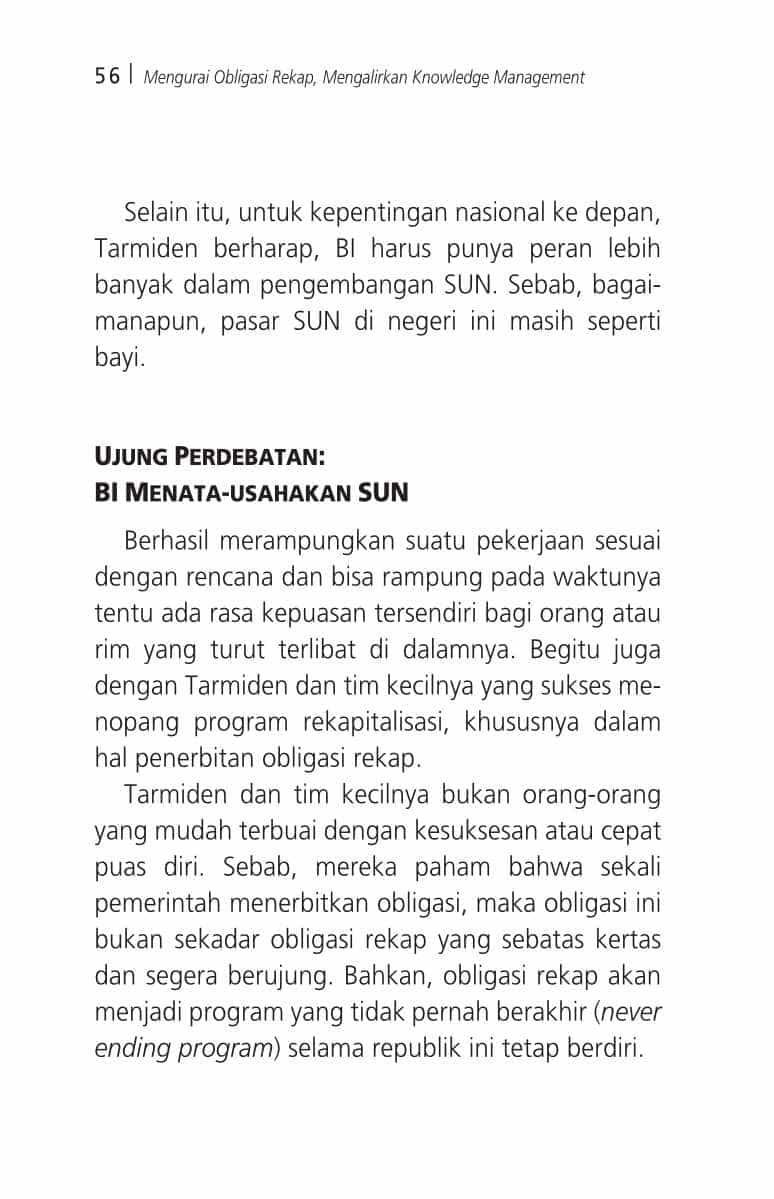 56 | Mengurai Obligasi Rekap, Mengalirkan Knowledge Management
Selain itu, untuk kepentingan nasional ke depan,
Tarmiden berharap, BI harus punya peran lebih
banyak dalam pengembangan SUN. Sebab, bagai-
manapun, pasar SUN di negeri ini masih seperti
bayi.
UJUNG PERDEBATAN:
BI MENATA-USAHAKAN SUN
Berhasil merampungkan suatu pekerjaan sesuai
dengan rencana dan bisa rampung pada waktunya
tentu ada rasa kepuasan tersendiri bagi orang atau
rim yang turut terlibat di dalamnya. Begitu juga
dengan Tarmiden dan tim kecilnya yang sukses me-
nopang program rekapitalisasi, khususnya dalam
hal penerbitan obligasi rekap.
Tarmiden dan tim kecilnya bukan orang-orang
yang mudah terbuai dengan kesuksesan atau cepat
puas diri. Sebab, mereka paham bahwa sekali
pemerintah menerbitkan obligasi, maka obligasi ini
bukan sekadar obligasi rekap yang sebatas kertas
dan segera berujung. Bahkan, obligasi rekap akan
menjadi program yang tidak pernah berakhir (never
ending program) selama republik ini tetap berdiri.